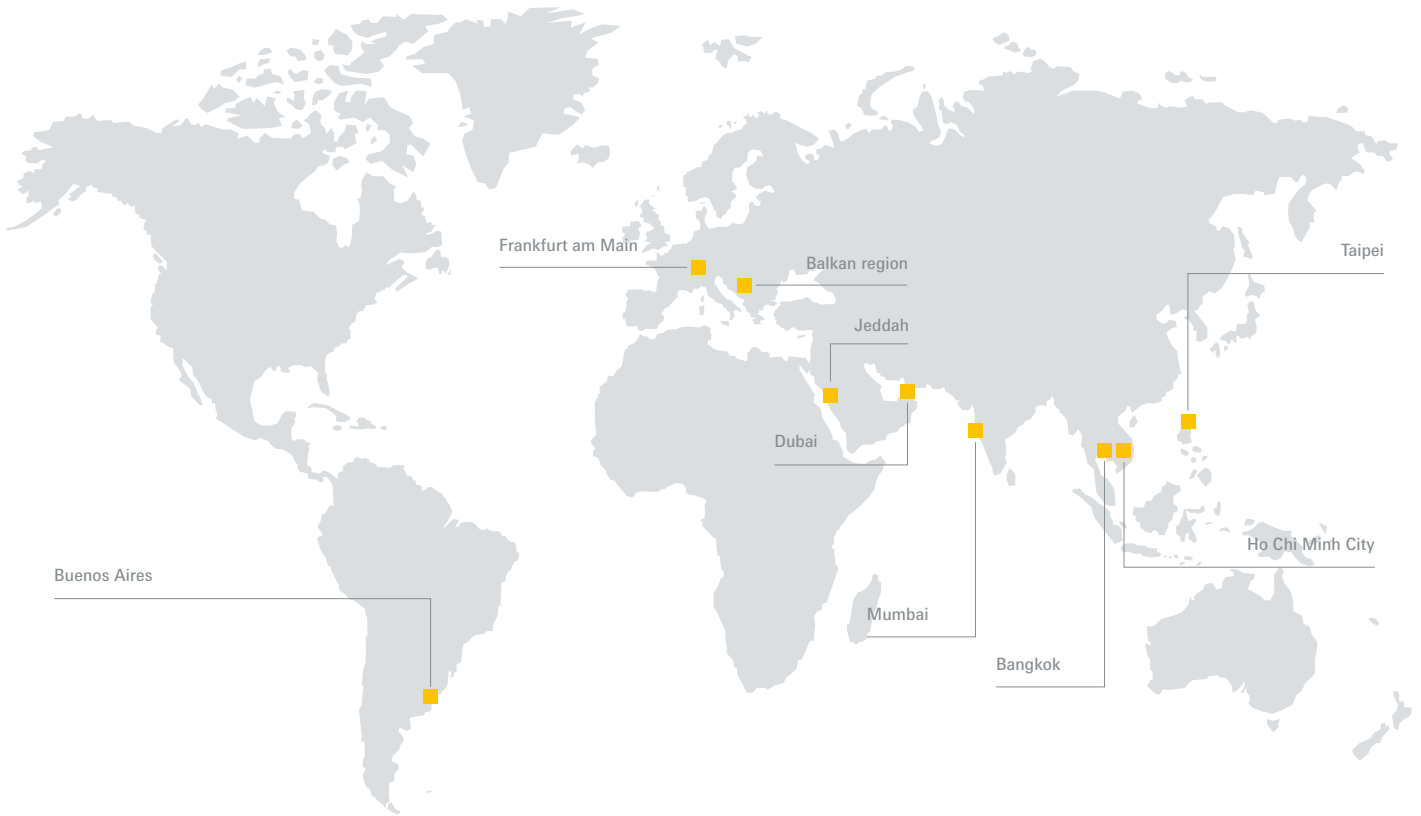 Frankfurt am Main
Taipei
Balkan region
Jeddah
Dubai
Ho Chi Minh City
Buenos Aires
Mumbai
Bangkok